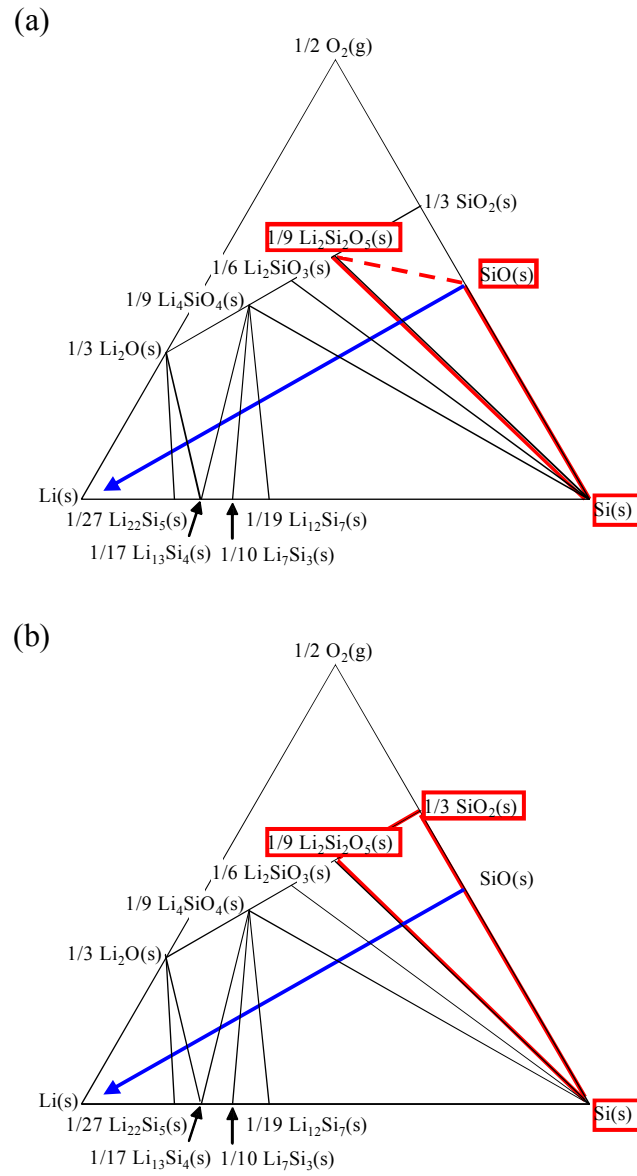 (a)
1/2 O₂(g)
1/3 SiO₂(s)
1/9 Li₂Si₂O₅(s)
1/6 Li₂SiO₃(s)
SiO(s)
1/9 Li₄SiO₄(s)
1/3 Li₂O(s)
Li(s)
Si(s)
1/27 Li₂₂Si₅(s)
1/19 Li₁₂Si₇(s)
1/17 Li₁₃Si₄(s)
1/10 Li₇Si₃(s)
(b)
1/2 O₂(g)
1/3 SiO₂(s)
1/9 Li₂Si₂O₅(s)
1/6 Li₂SiO₃(s)
SiO(s)
1/9 Li₄SiO₄(s)
1/3 Li₂O(s)
Li(s)
Si(s)
1/27 Li₂₂Si₅(s)
1/19 Li₁₂Si₇(s)
1/17 Li₁₃Si₄(s)
1/10 Li₇Si₃(s)